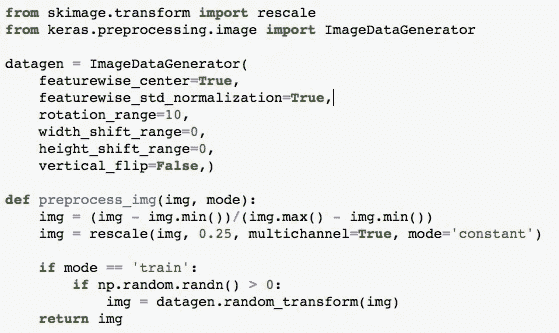 from skimage.transform import rescale
from keras.preprocessing.image import ImageDataGenerator

datagen = ImageDataGenerator(
    featurewise_center=True,
    featurewise_std_normalization=True,
    rotation_range=10,
    width_shift_range=0,
    height_shift_range=0,
    vertical_flip=False,)

def preprocess_img(img, mode):
    img = (img - img.min())/(img.max() - img.min())
    img = rescale(img, 0.25, multichannel=True, mode='constant')

    if mode == 'train':
        if np.random.randn() > 0:
            img = datagen.random_transform(img)
    return img